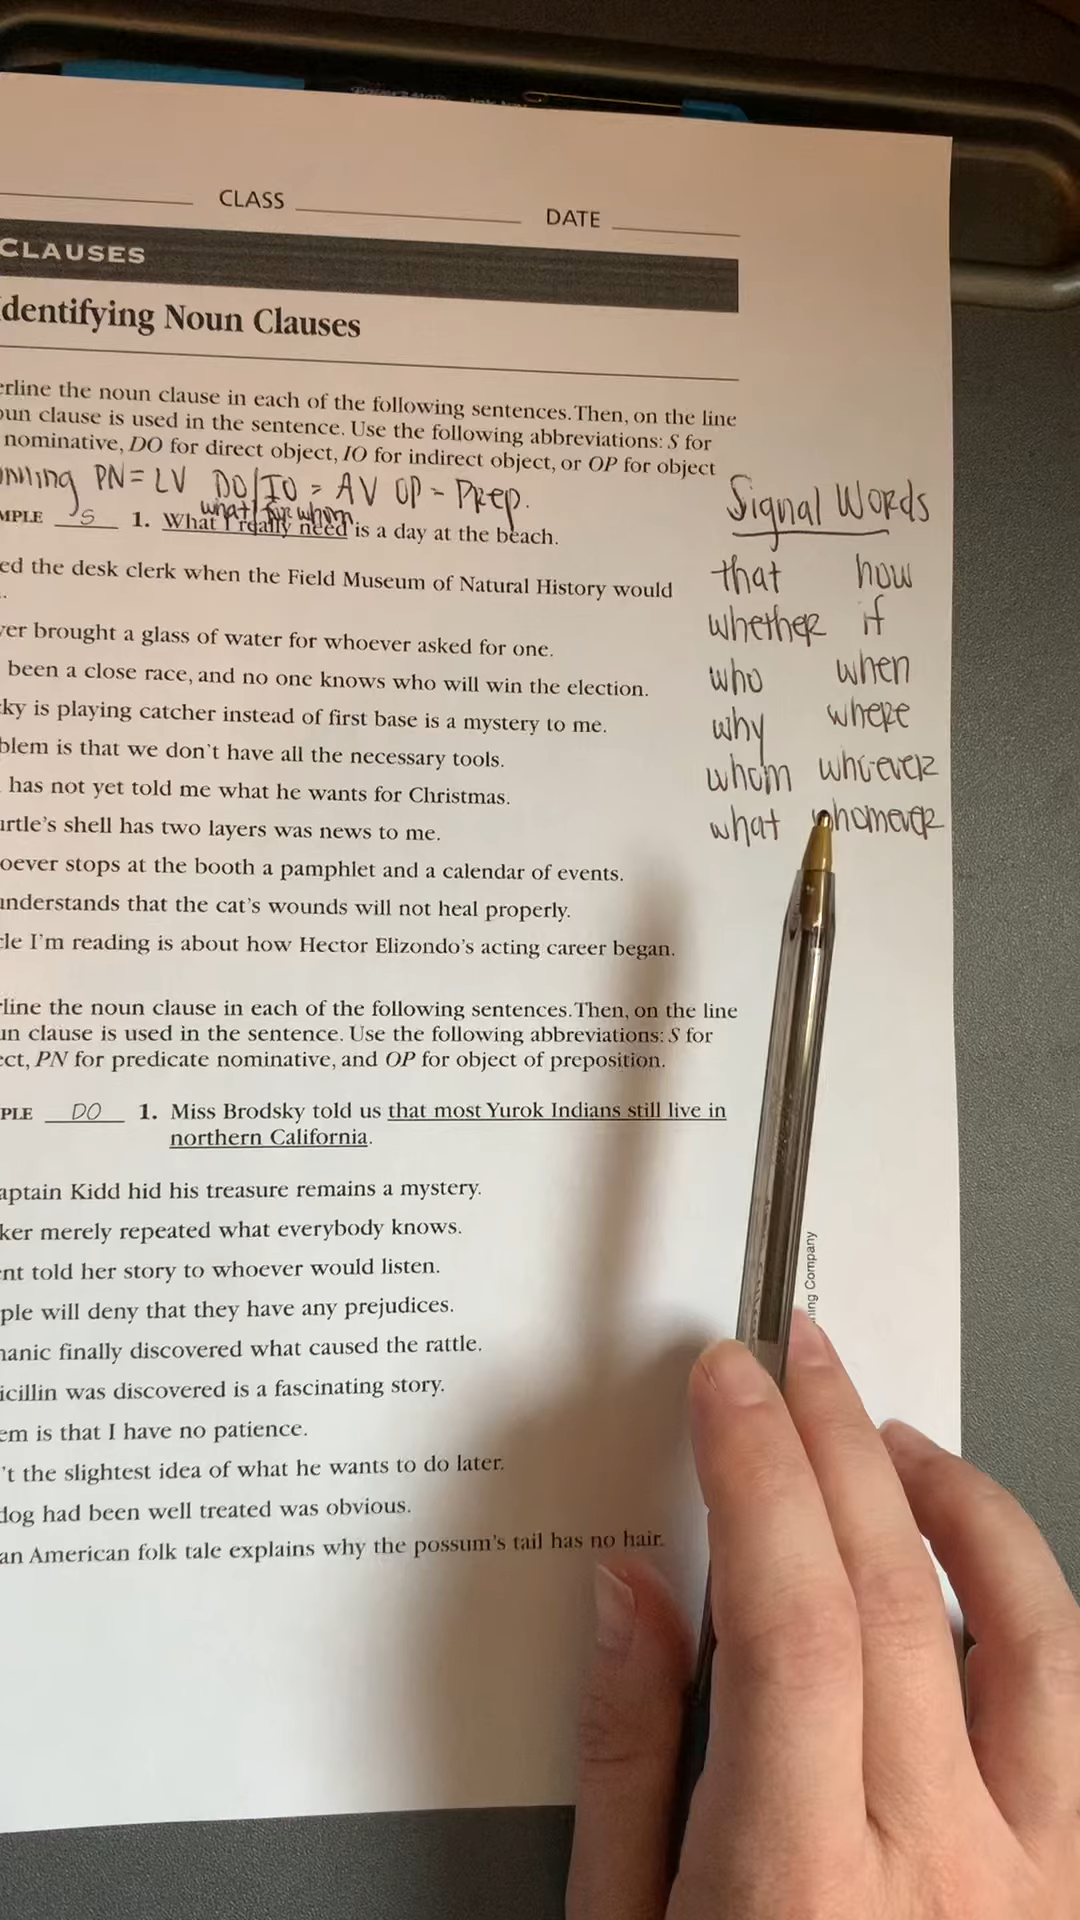 CLASS
DATE
CLAUSES
Identifying Noun Clauses
erline the noun clause in each of the following sentences. Then, on the line
oun clause is used in the sentence. Use the following abbreviations: S for
nominative, DO for direct object, IO for indirect object, or OP for object
PN = LV DO/IO = AV OP - Prep.
what/for whom
MPLE S 1. What I really need is a day at the beach.
ed the desk clerk when the Field Museum of Natural History would
ver brought a glass of water for whoever asked for one.
been a close race, and no one knows who will win the election.
ky is playing catcher instead of first base is a mystery to me.
blem is that we don't have all the necessary tools.
has not yet told me what he wants for Christmas.
urtle's shell has two layers was news to me.
oever stops at the booth a pamphlet and a calendar of events.
understands that the cat's wounds will not heal properly.
cle I'm reading is about how Hector Elizondo's acting career began.
Signal Words
that how
whether if
who when
why where
whom whoever
what whomever
rline the noun clause in each of the following sentences. Then, on the line
un clause is used in the sentence. Use the following abbreviations: S for
ect, PN for predicate nominative, and OP for object of preposition.
PLE DO 1. Miss Brodsky told us that most Yurok Indians still live in
northern California.
aptain Kidd hid his treasure remains a mystery.
ker merely repeated what everybody knows.
ent told her story to whoever would listen.
ple will deny that they have any prejudices.
hanic finally discovered what caused the rattle.
icillin was discovered is a fascinating story.
em is that I have no patience.
't the slightest idea of what he wants to do later.
dog had been well treated was obvious.
an American folk tale explains why the possum's tail has no hair.
ning Company